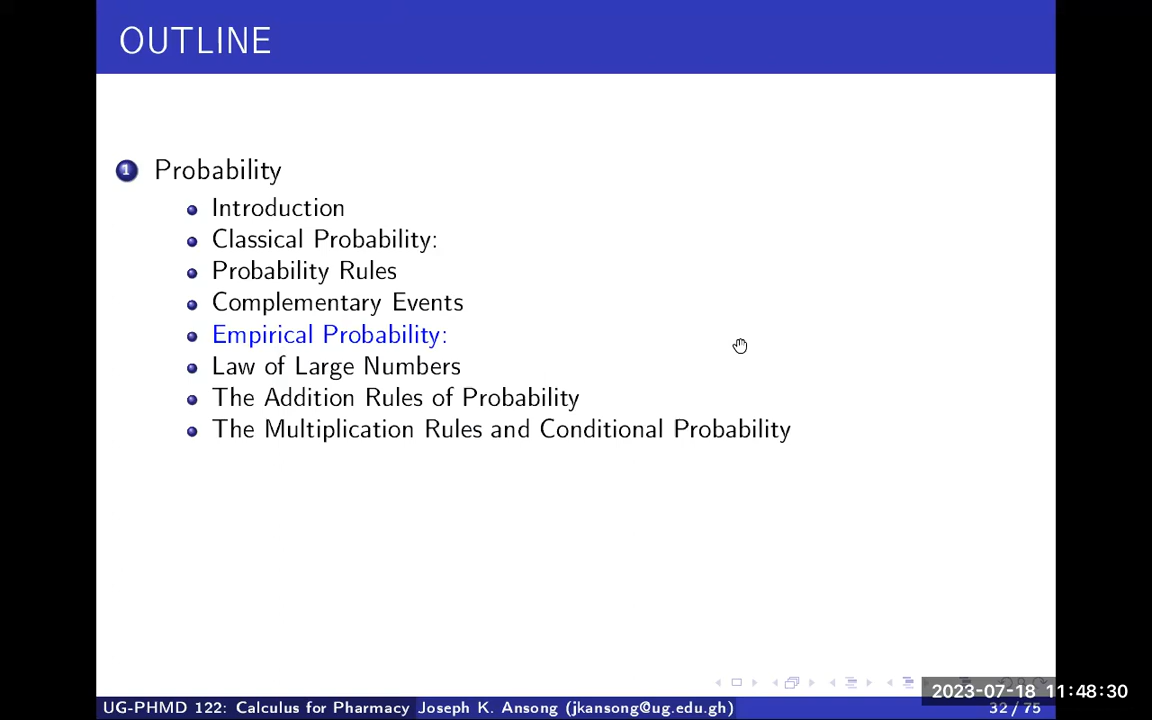 OUTLINE
1 Probability
Introduction
Classical Probability:
Probability Rules
Complementary Events
Empirical Probability:
Law of Large Numbers
The Addition Rules of Probability
The Multiplication Rules and Conditional Probability
2023-07-18 11:48:30
UG-PHMD 122: Calculus for Pharmacy Joseph K. Ansong (jkansong@ug.edu.gh) 32 / 75